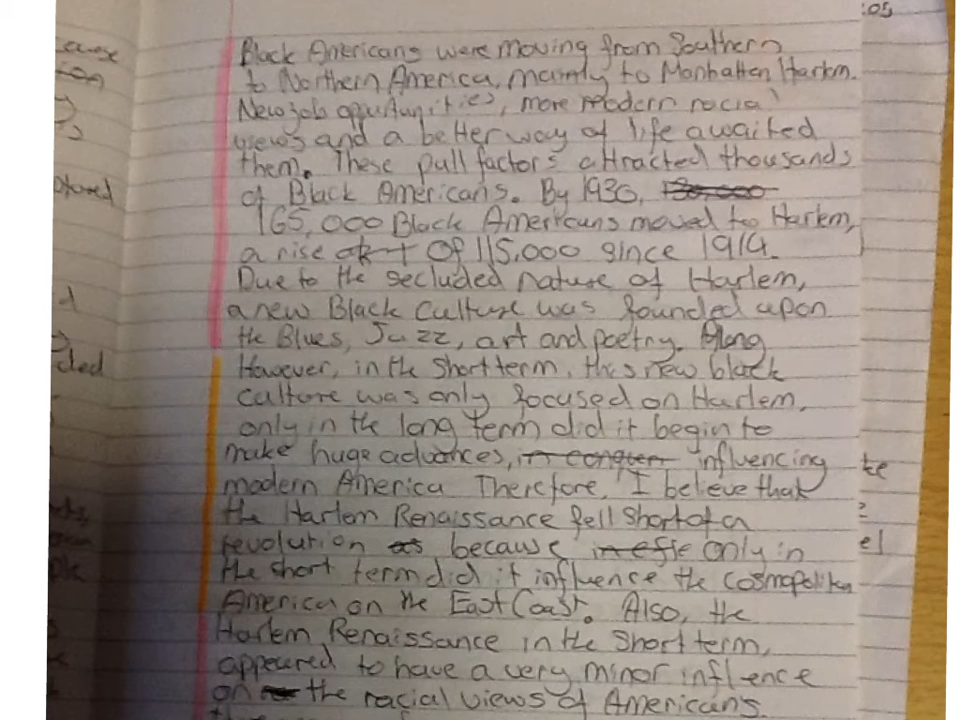 :05
Black Americans were moving from Southern
to Northern America, mainly to Manhatten Harlem.
New job oppurtunities, more modern racial
views and a better way of life awaited
them. These pull factors attracted thousands
of Black Americans. By 1930,
165,000 Black Americans moved to Harlem,
a rise of 115,000 since 1914.
Due to the secluded nature of Harlem,
a new Black Culture was founded upon
the Blues, Jazz, art and poetry. Along
However, in the short term, this new black
culture was only focused on Harlem,
only in the long term did it begin to
make huge advances, influencing
modern America. Therefore, I believe that
the Harlem Renaissance fell short of a
revolution because only in
the short term did it influence the cosmopoliten
America on the East Coast. Also, the
Harlem Renaissance in the short term,
appeared to have a very minor influence
on the racial views of Americans.